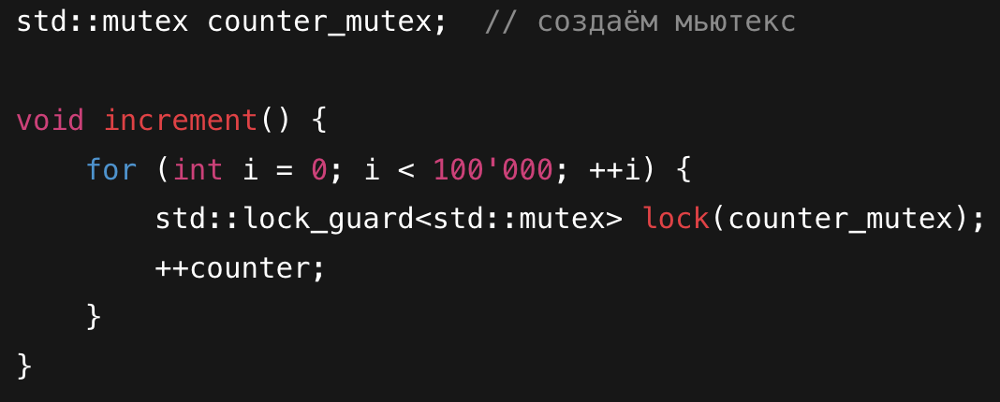 std::mutex counter_mutex;  // создаём мьютекс

void increment() {
    for (int i = 0; i < 100'000; ++i) {
        std::lock_guard<std::mutex> lock(counter_mutex);
        ++counter;
    }
}